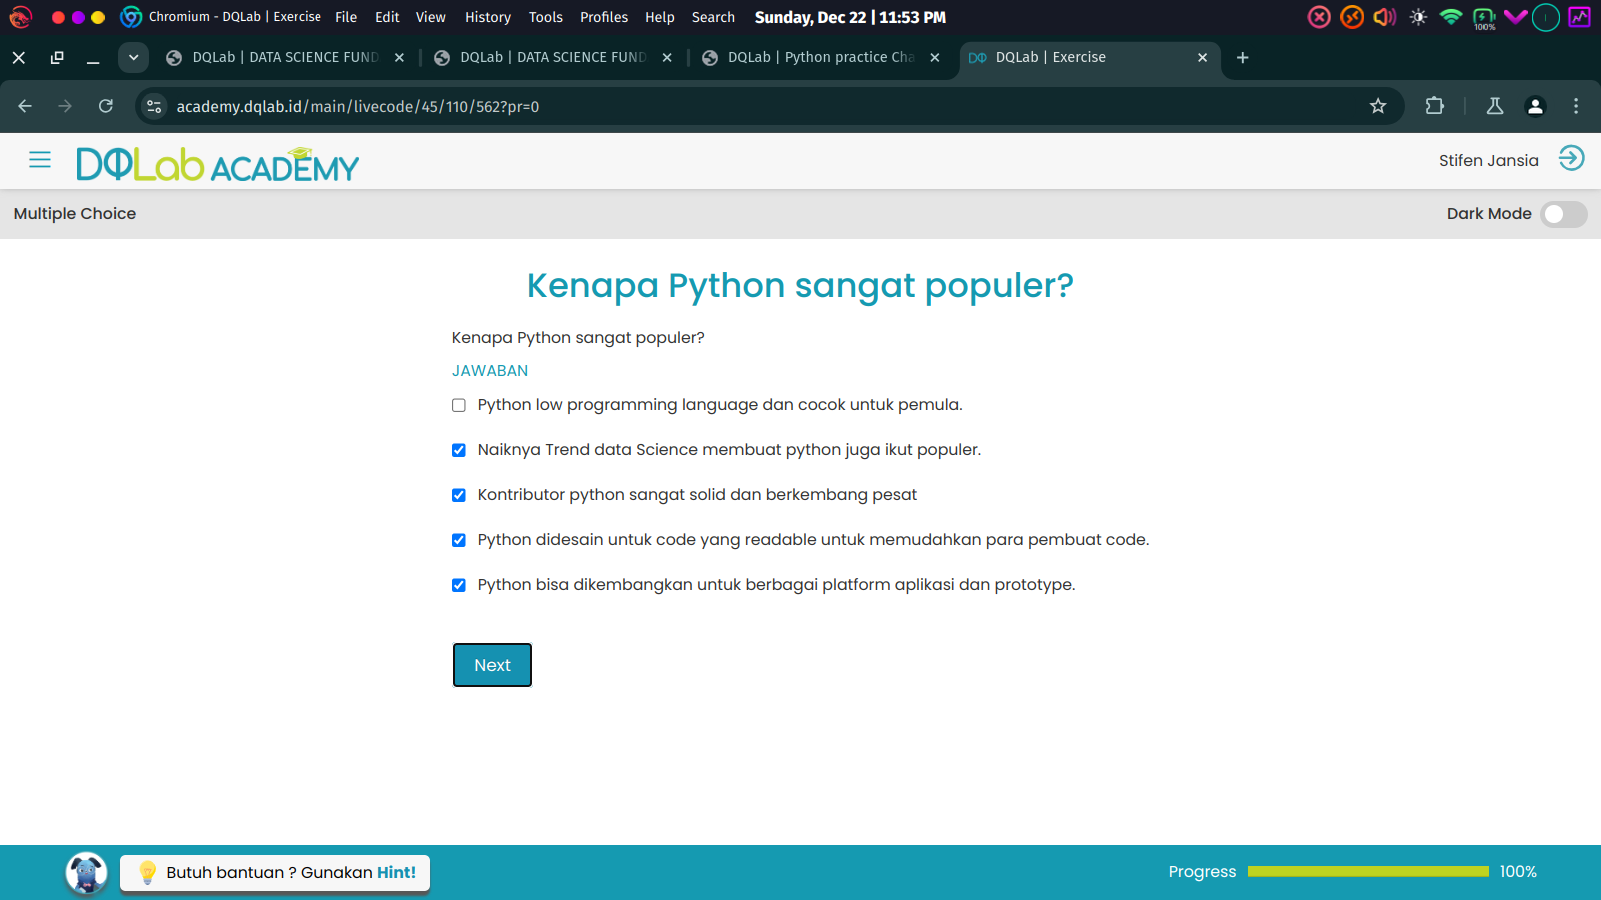 Chromium - DQLab | Exercise File Edit View History Tools Profiles Help Search Sunday, Dec 22 | 11:53 PM
100%
DQLab | DATA SCIENCE FUND
DQLab | DATA SCIENCE FUND
DQLab | Python practice Cha
DQLab | Exercise
academy.dqlab.id/main/livecode/45/110/562?pr=0
DQLab ACADEMY
Stifen Jansia
Multiple Choice
Dark Mode
Kenapa Python sangat populer?
Kenapa Python sangat populer?
JAWABAN
Python low programming language dan cocok untuk pemula.
Naiknya Trend data Science membuat python juga ikut populer.
Kontributor python sangat solid dan berkembang pesat
Python didesain untuk code yang readable untuk memudahkan para pembuat code.
Python bisa dikembangkan untuk berbagai platform aplikasi dan prototype.
Next
Butuh bantuan ? Gunakan Hint!
Progress 100%